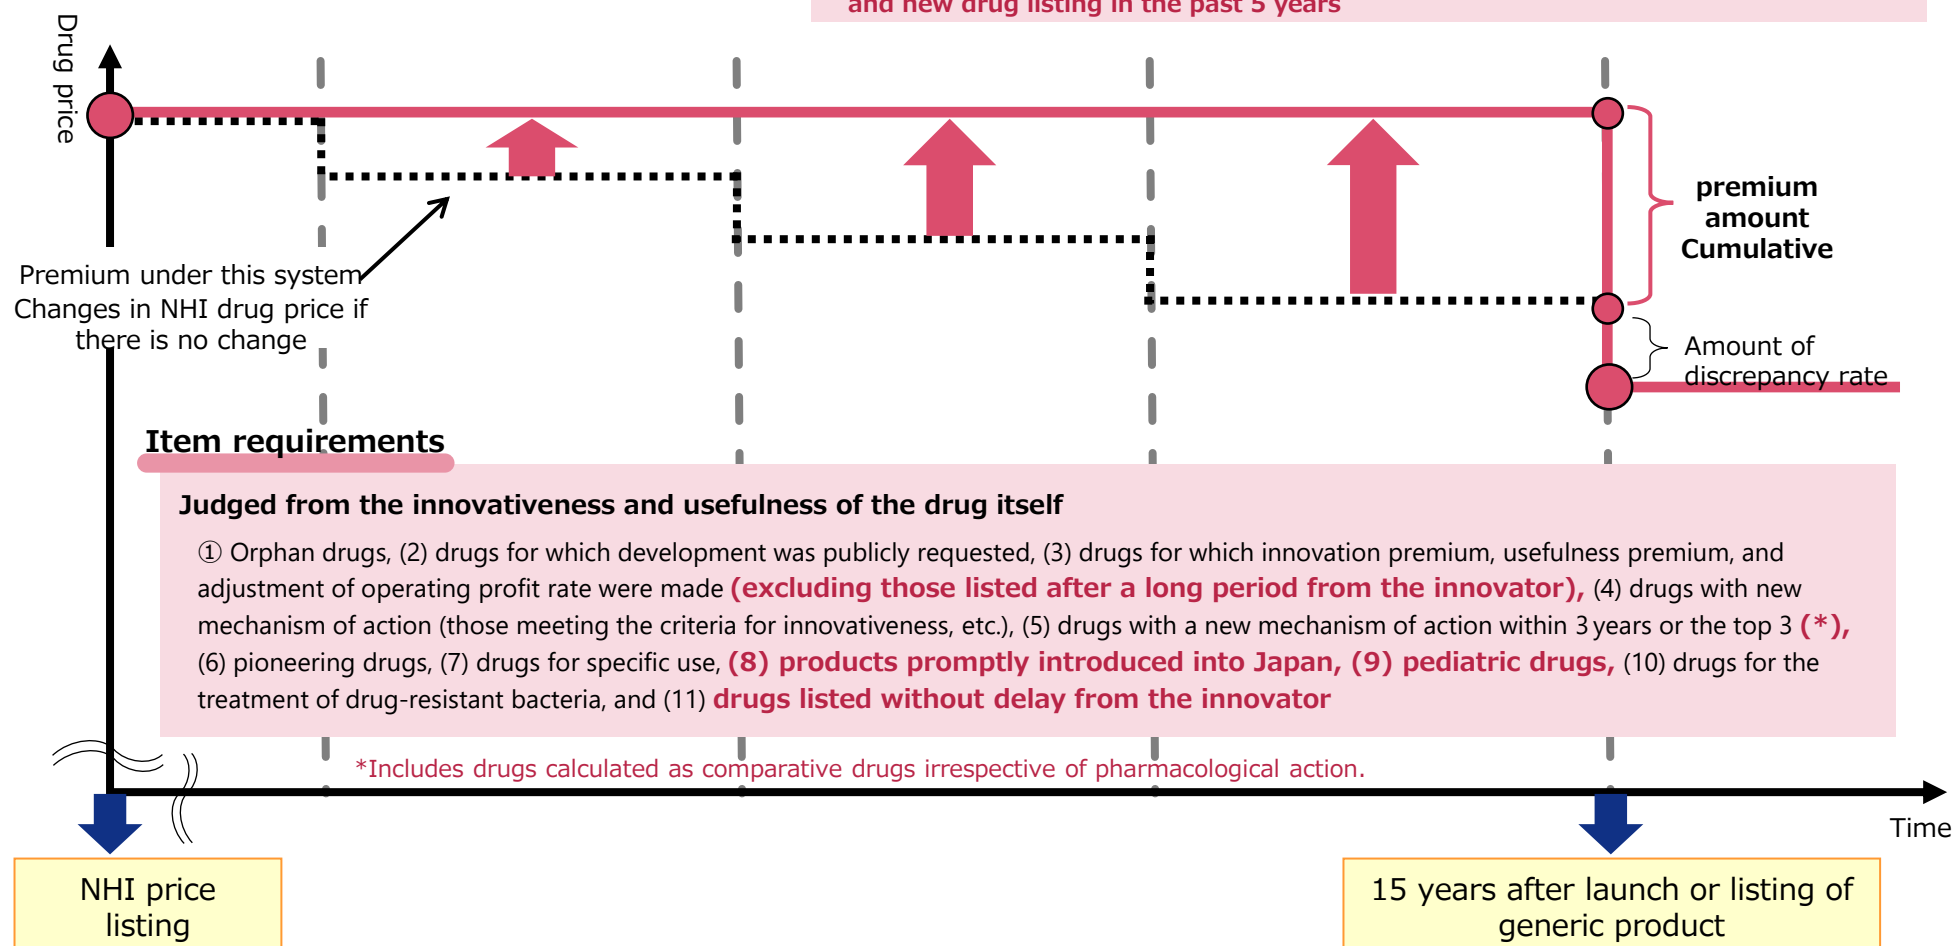 and new drug listing in the past 5 years
Drug price
premium
amount
Cumulative
Premium under this system
Changes in NHI drug price if
there is no change
Amount of
discrepancy rate
Item requirements
Judged from the innovativeness and usefulness of the drug itself
① Orphan drugs, (2) drugs for which development was publicly requested, (3) drugs for which innovation premium, usefulness premium, and
adjustment of operating profit rate were made (excluding those listed after a long period from the innovator), (4) drugs with new
mechanism of action (those meeting the criteria for innovativeness, etc.), (5) drugs with a new mechanism of action within 3 years or the top 3 (*),
(6) pioneering drugs, (7) drugs for specific use, (8) products promptly introduced into Japan, (9) pediatric drugs, (10) drugs for the
treatment of drug-resistant bacteria, and (11) drugs listed without delay from the innovator
*Includes drugs calculated as comparative drugs irrespective of pharmacological action.
Time
NHI price
listing
15 years after launch or listing of
generic product